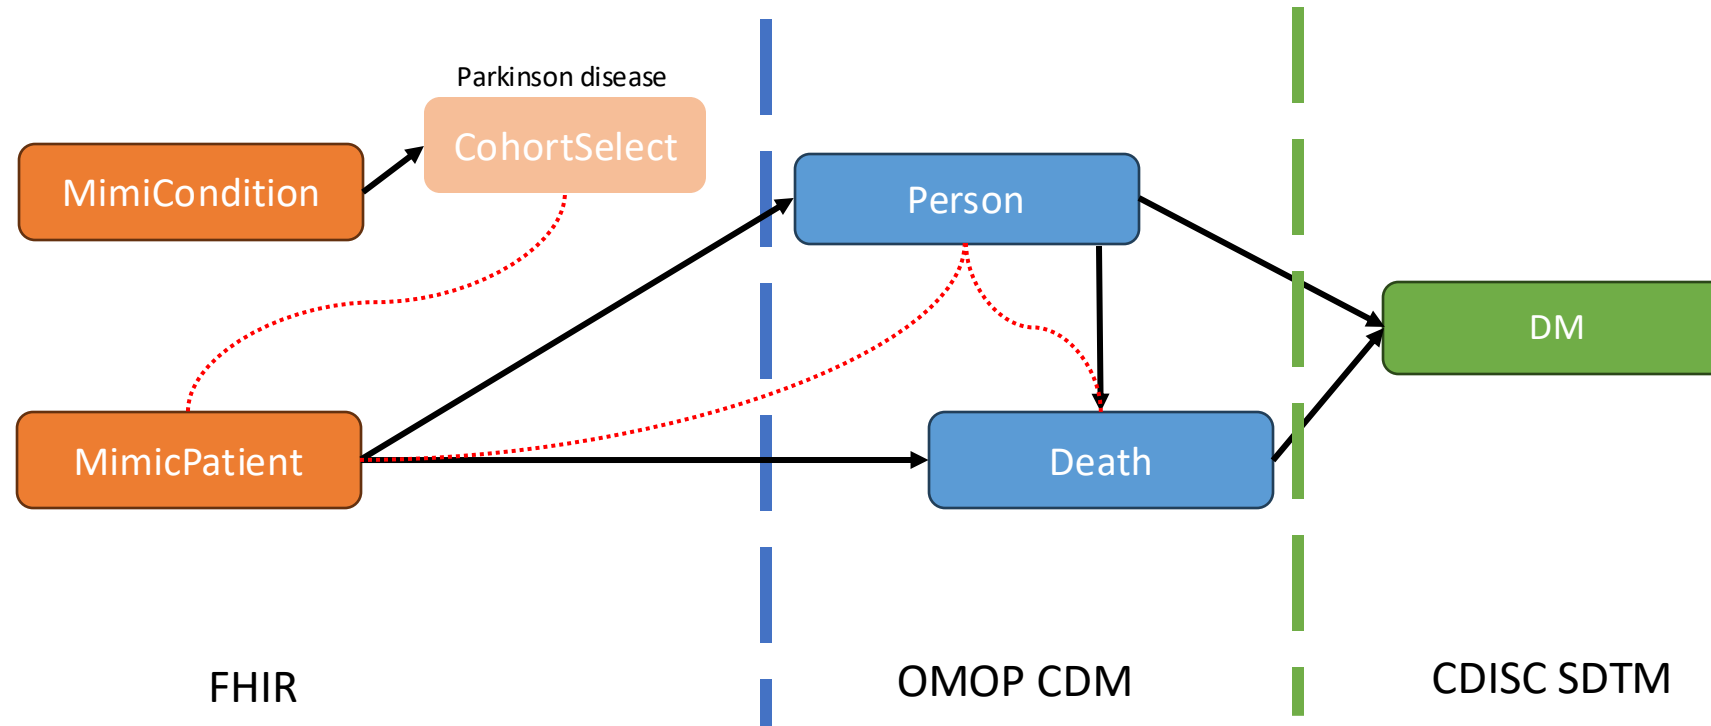 Parkinson disease
CohortSelect
MimiCondition
Person
DM
MimicPatient
Death
FHIR
OMOP CDM
CDISC SDTM